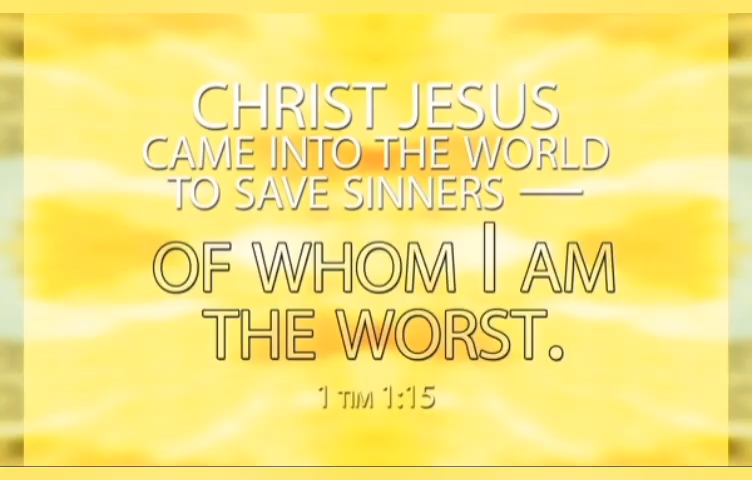 CHRIST JESUS
CAME INTO THE WORLD
TO SAVE SINNERS —
OF WHOM I AM
THE WORST.
1 TIM 1:15